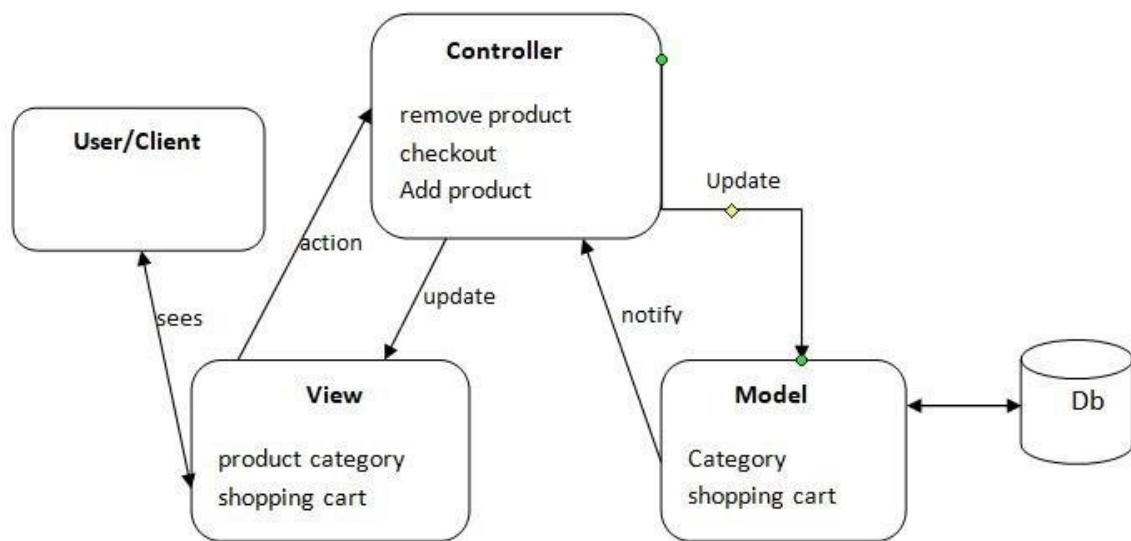 Controller
remove product
checkout
Add product
User/Client
Update
action
update
notify
sees
View
product category
shopping cart
Model
Category
shopping cart
Db